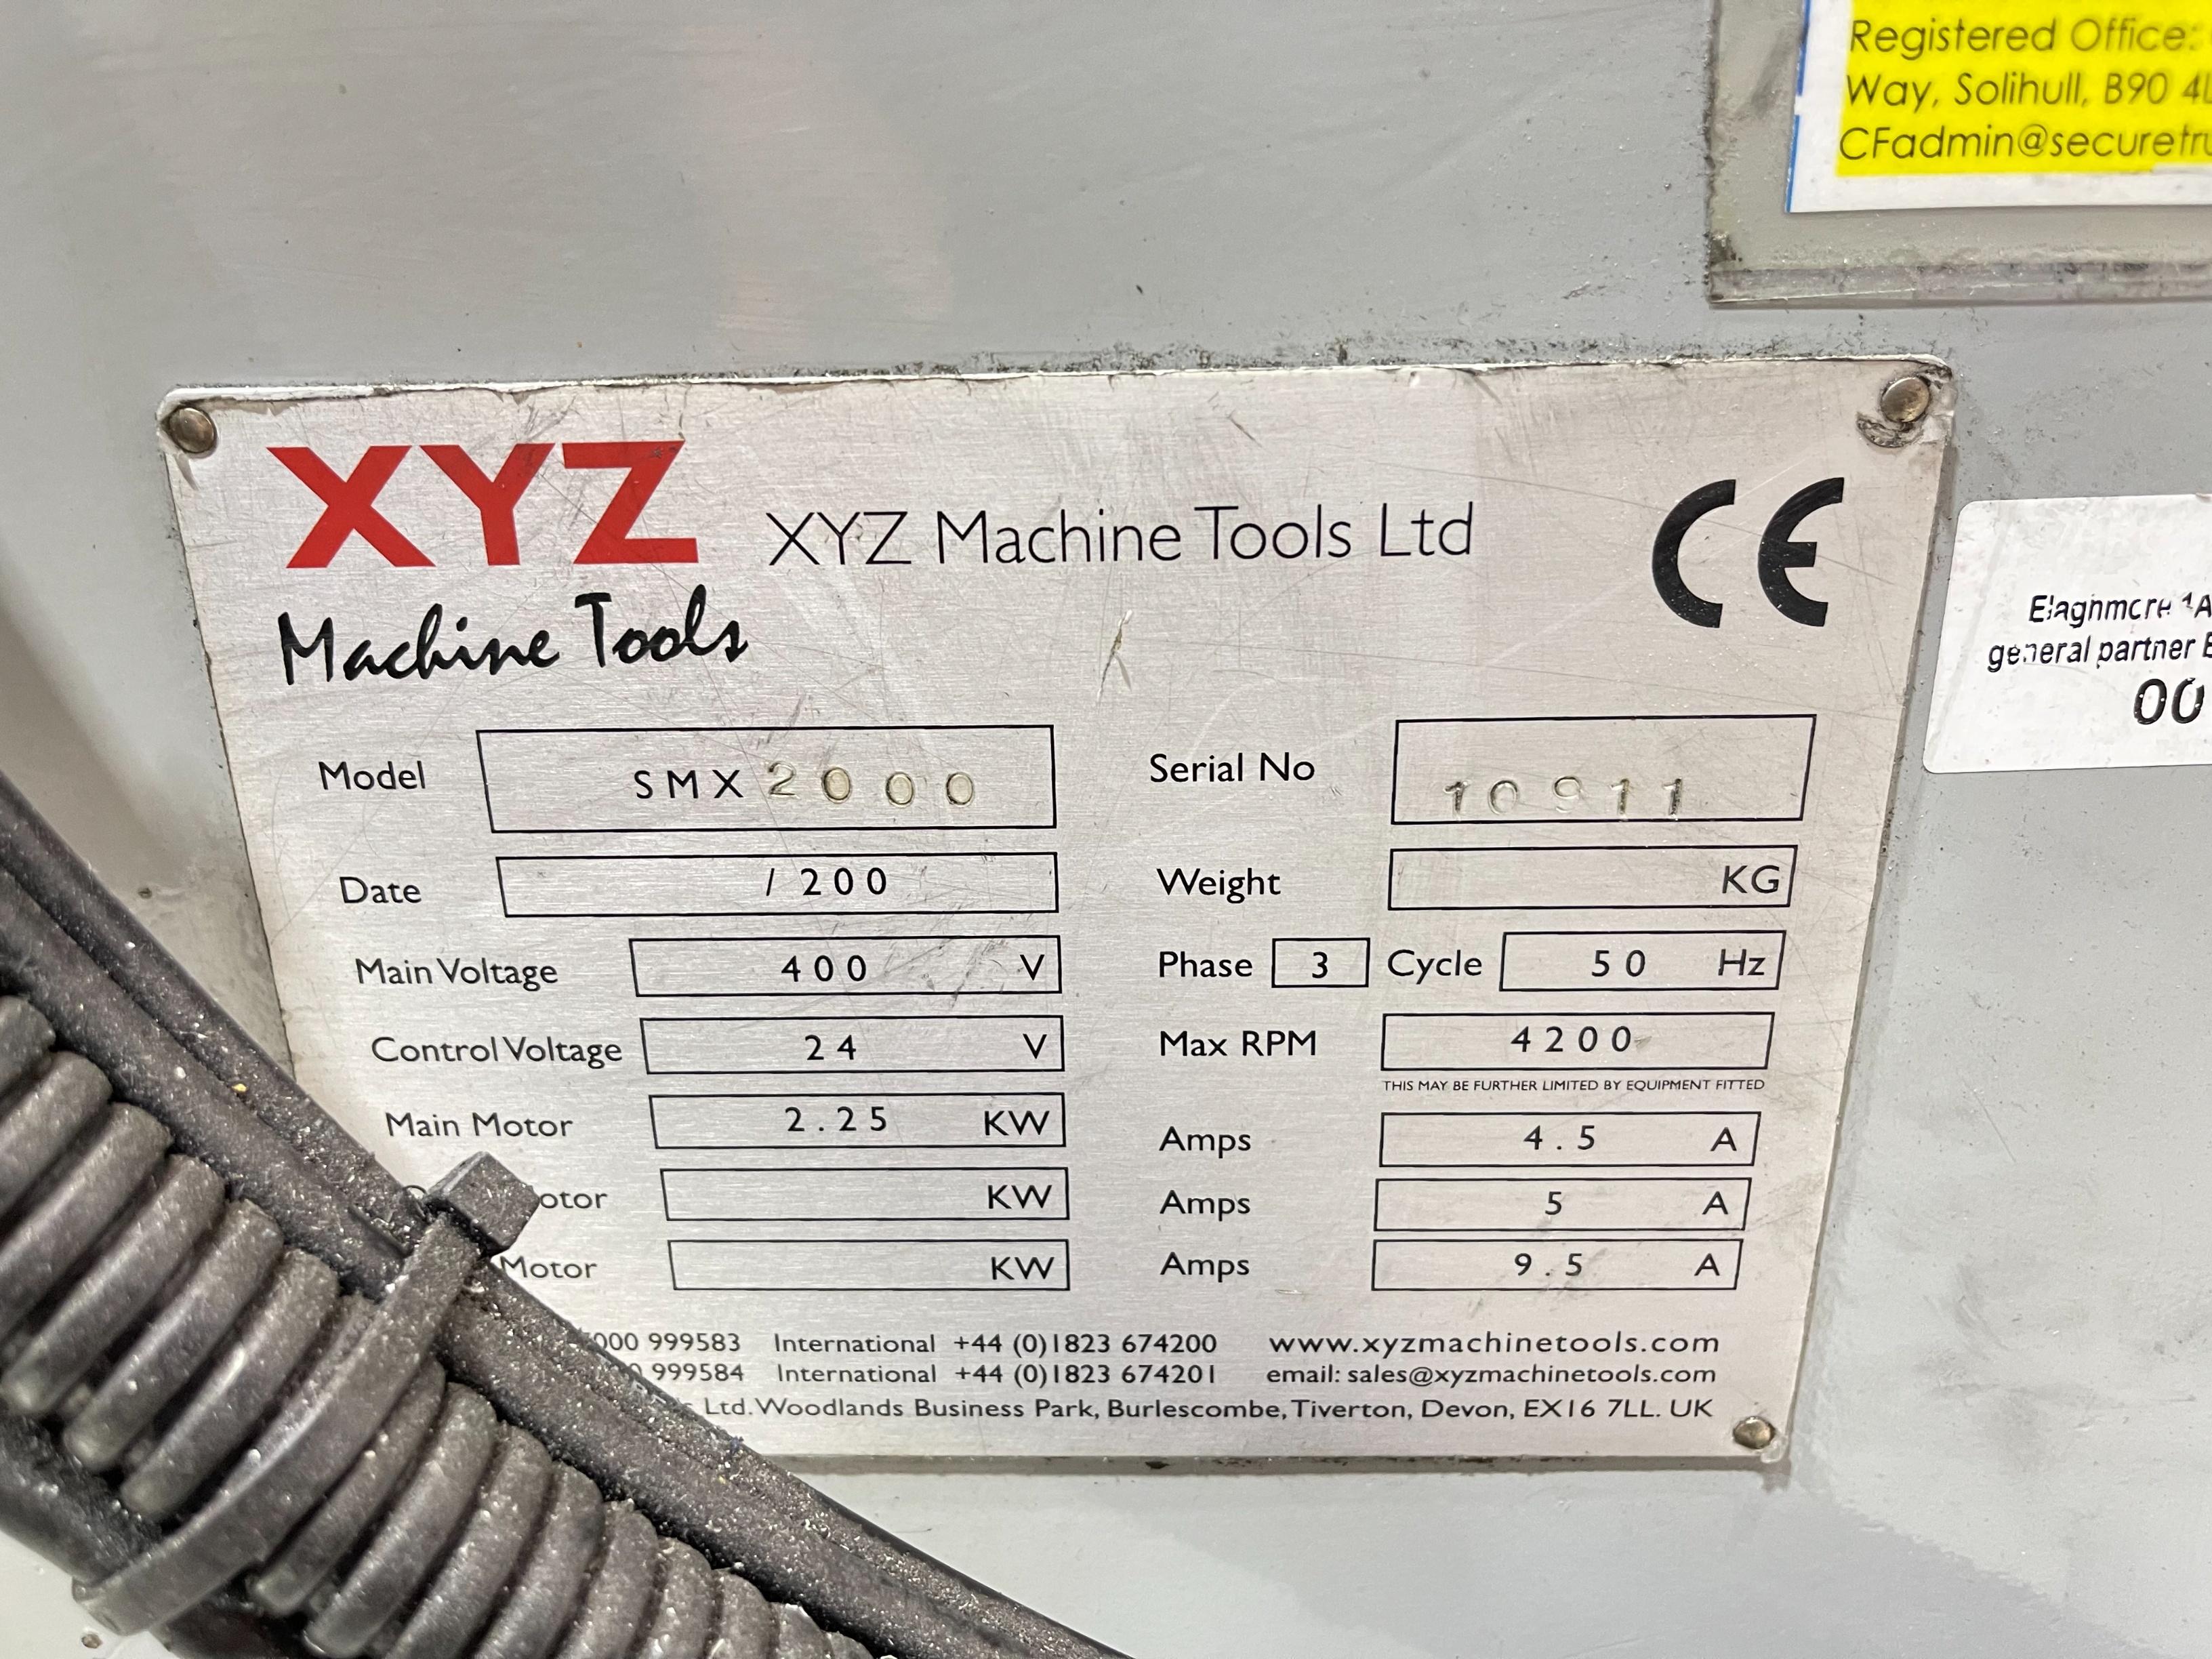 Registered Office:
Way, Solihull, B90 4L
CFadmin@securetru
XYZ
Machine Tools
XYZ Machine Tools Ltd
CE
general partner
00
Model SMX 2000
Serial No 10911
Date / 200
Weight KG
Main Voltage 400 V
Phase 3 Cycle 50 Hz
Control Voltage 24 V
Max RPM 4200
THIS MAY BE FURTHER LIMITED BY EQUIPMENT FITTED
Main Motor 2.25 KW
Amps 4.5 A
otor KW
Amps 5 A
Motor KW
Amps 9.5 A
000 999583 International +44 (0)1823 674200 www.xyzmachinetools.com
999584 International +44 (0)1823 674201 email: sales@xyzmachinetools.com
Ltd. Woodlands Business Park, Burlescombe, Tiverton, Devon, EX16 7LL. UK